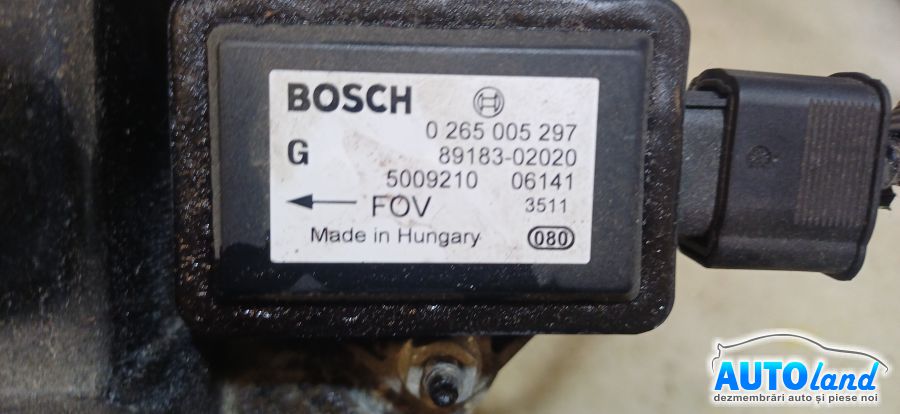 BOSCH
0 265 005 297
G 89183-02020
5009210 06141
FOV 3511
Made in Hungary 080
AUTOland
dezmembrări auto și piese noi